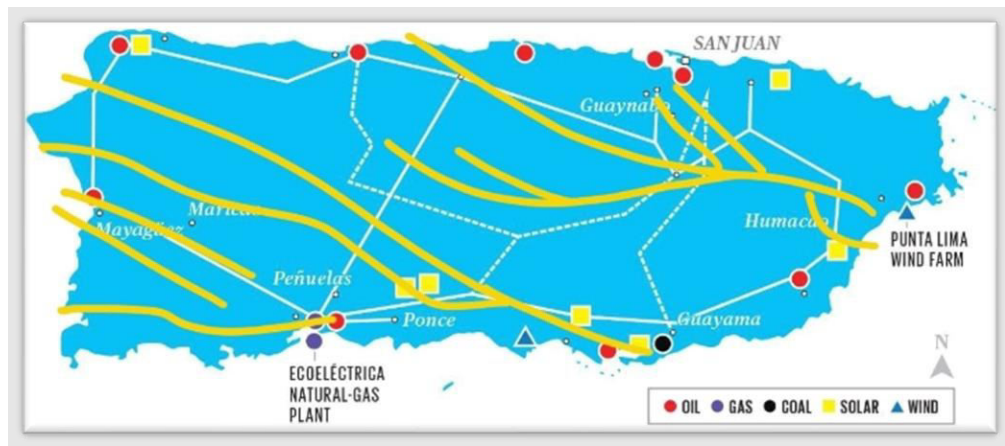 SAN JUAN
Guaynabo
Maricao
Mayagüez
Humacao
PUNTA LIMA
WIND FARM
Peñuelas
Ponce
Guayama
N
ECOELÉCTRICA
NATURAL-GAS
PLANT
OIL GAS COAL SOLAR WIND